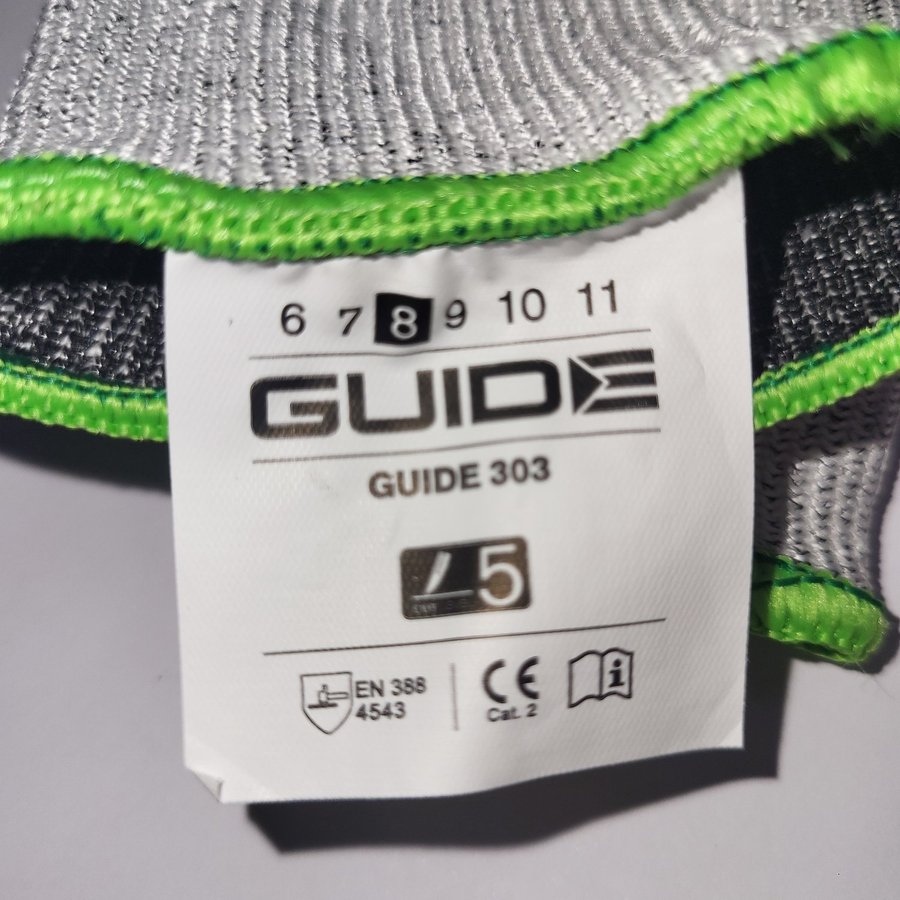 6 7 8 9 10 11
GUIDE
GUIDE 303
5
EN 388
4543
CE
Cat. 2
i